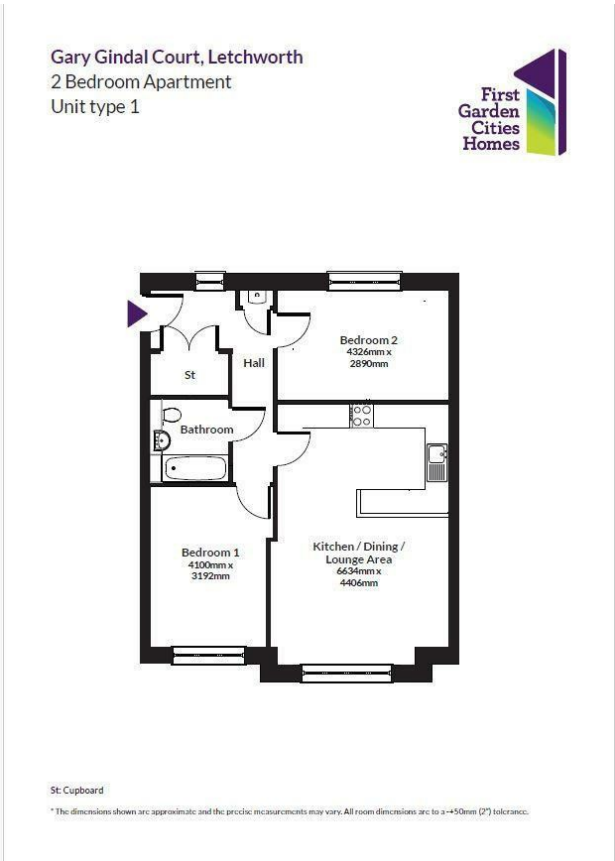 Gary Gindal Court, Letchworth
2 Bedroom Apartment
Unit type 1
First
Garden
Cities
Homes
Bedroom 2
4326mm x
2890mm
Hall
St
Bathroom
Bedroom 1
4100mm x
3192mm
Kitchen / Dining /
Lounge Area
6634mm x
4406mm
St: Cupboard
* The dimensions shown are approximate and the precise measurements may vary. All room dimensions are to a -+50mm (2") tolerance.